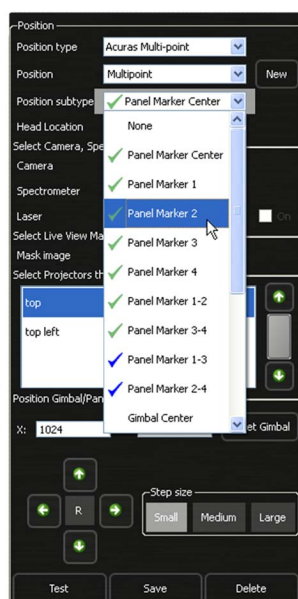 Position
Position type Acuras Multi-point
Position Multipoint New
Position subtype Panel Marker Center
Head Location
None
Select Camera, Spe
Panel Marker Center
Camera
Panel Marker 1
Spectrometer
Panel Marker 2
Laser On
Select Live View Ma
Panel Marker 3
Mask image
Panel Marker 4
Select Projectors th
top
Panel Marker 1-2
top left
Panel Marker 3-4
Panel Marker 1-3
Panel Marker 2-4
Position Gimbal/Pan
Gimbal Center
X: 1024 et Gimbal
Step size
R Small Medium Large
Test Save Delete